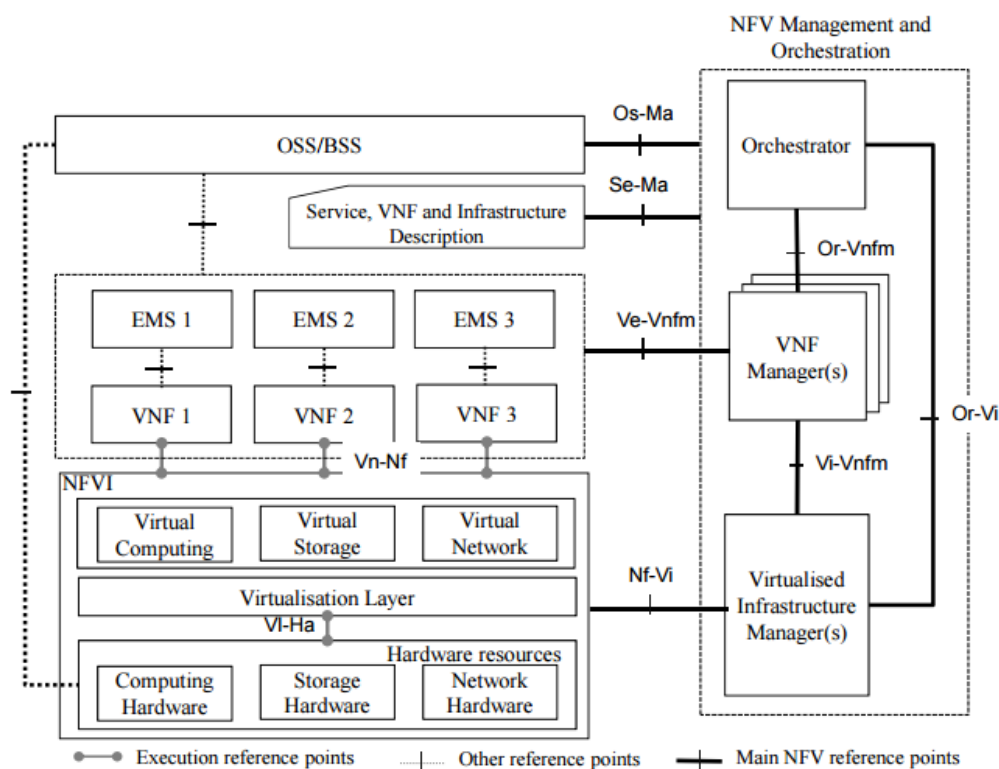 NFV Management and
Orchestration
Os-Ma
OSS/BSS
Orchestrator
Se-Ma
Service, VNF and Infrastructure
Description
Or-Vnfm
EMS 1
EMS 2
EMS 3
Ve-Vnfm
VNF
Manager(s)
VNF 1
VNF 2
VNF 3
Or-Vi
Vn-Nf
Vi-Vnfm
NFVI
Virtual
Computing
Virtual
Storage
Virtual
Network
Nf-Vi
Virtualised
Infrastructure
Manager(s)
Virtualisation Layer
Vl-Ha
Hardware resources
Computing
Hardware
Storage
Hardware
Network
Hardware
Execution reference points
Other reference points
Main NFV reference points